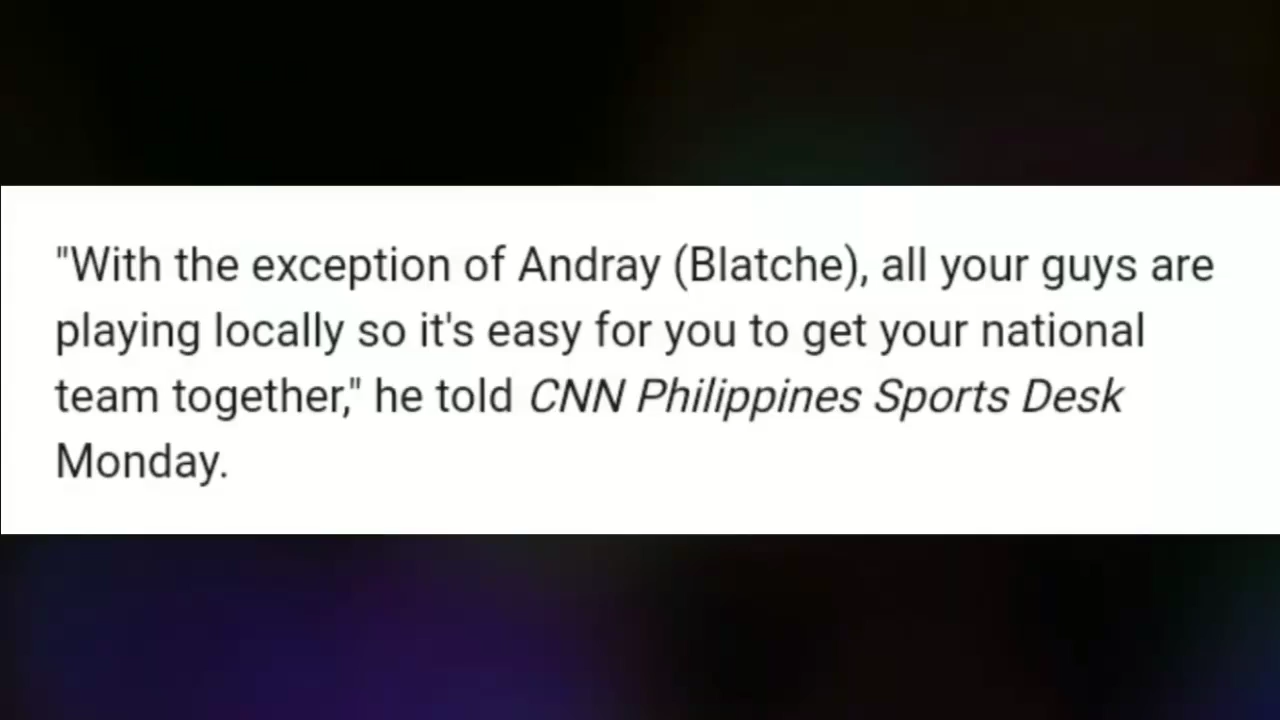 "With the exception of Andray (Blatche), all your guys are
playing locally so it's easy for you to get your national
team together," he told CNN Philippines Sports Desk
Monday.